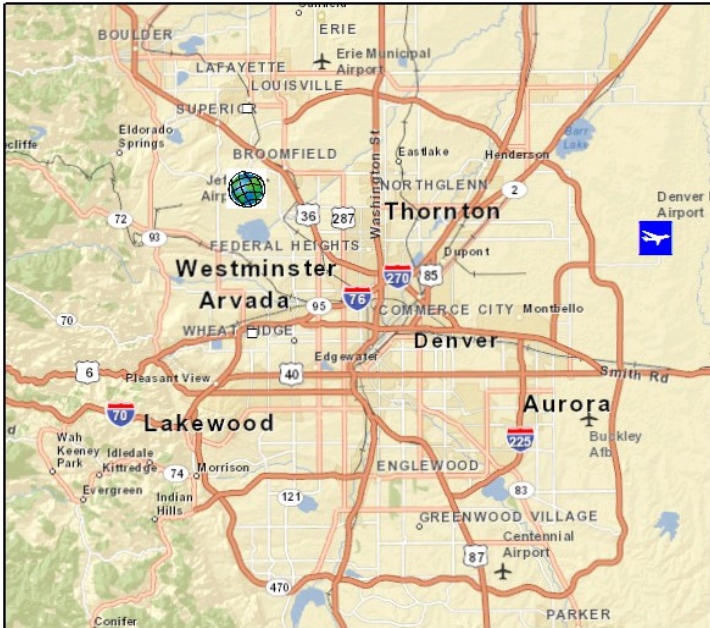 BOULDER
ERIE
Erie Municipal
Airport
LAFAYETTE
LOUISVILLE
SUPERIOR
Eldorado
Springs
Barr
Lake
BROOMFIELD
Eastlake
Henderson
Washington St
NORTHGLENN
2
Denver
Airport
36
287
Thornton
72
93
FEDERAL HEIGHTS
Dupont
Westminster
270
85
Arvada
95
76
COMMERCE CITY
Montbello
70
WHEAT RIDGE
Denver
Edgewater
6
Pleasant View
40
Smith Rd
70
Lakewood
Aurora
225
Buckley
Afb
Wah
Keeney
Park
Idledale
Kittredge
74
Morrison
ENGLEWOOD
Evergreen
Indian
Hills
121
83
GREENWOOD VILLAGE
87
Centennial
Airport
470
Conifer
PARKER